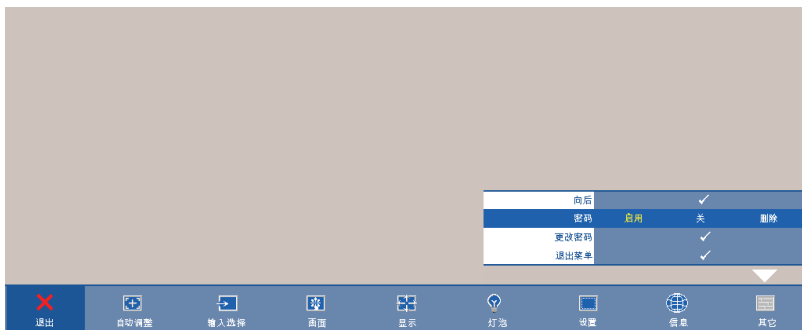 向后
密码 启用 关 删除
更改密码
退出菜单
退出 自动调整 输入选择 画面 显示 灯泡 设置 信息 其它